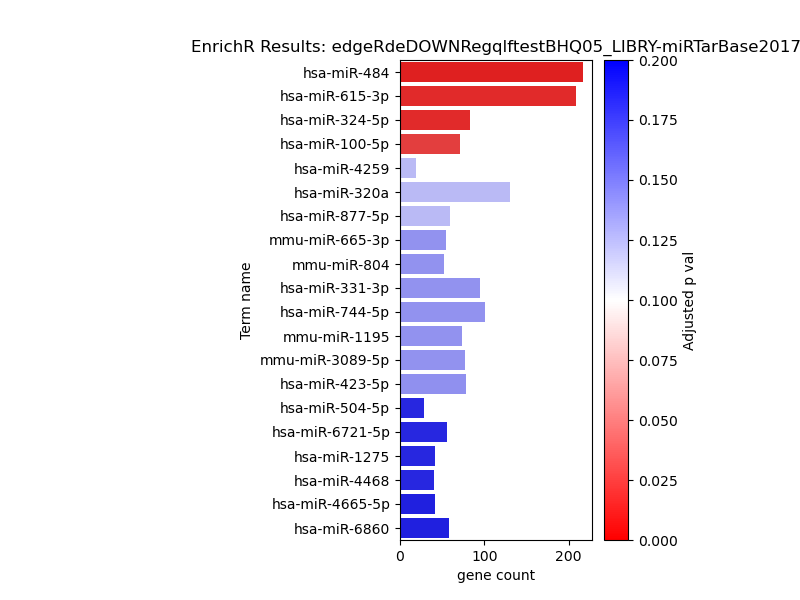 EnrichR Results: edgeRdeDOWNRegqlftestBHQ05_LIBRY-miRTarBase2017
hsa-miR-484
hsa-miR-615-3p
hsa-miR-324-5p
hsa-miR-100-5p
hsa-miR-4259
hsa-miR-320a
hsa-miR-877-5p
mmu-miR-665-3p
mmu-miR-804
hsa-miR-331-3p
hsa-miR-744-5p
mmu-miR-1195
mmu-miR-3089-5p
hsa-miR-423-5p
hsa-miR-504-5p
hsa-miR-6721-5p
hsa-miR-1275
hsa-miR-4468
hsa-miR-4665-5p
hsa-miR-6860
Term name
0 100 200
gene count
0.200
0.175
0.150
0.125
0.100
0.075
0.050
0.025
0.000
Adjusted p val